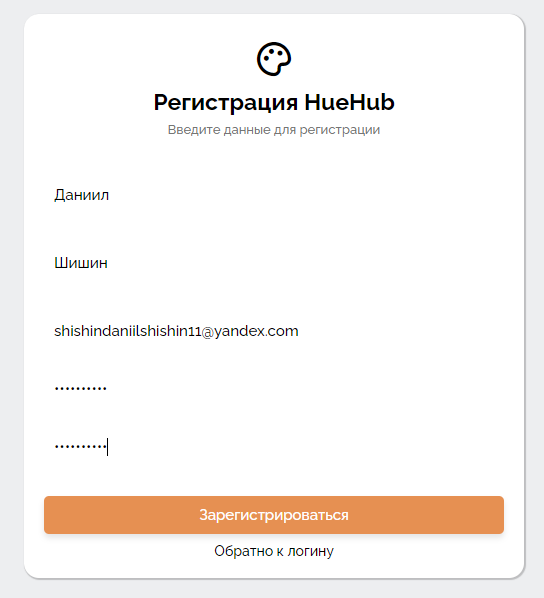 Регистрация HueHub
Введите данные для регистрации
Даниил
Шишин
shishindaniilshishin11@yandex.com
••••••••••
••••••••••
Зарегистрироваться
Обратно к логину